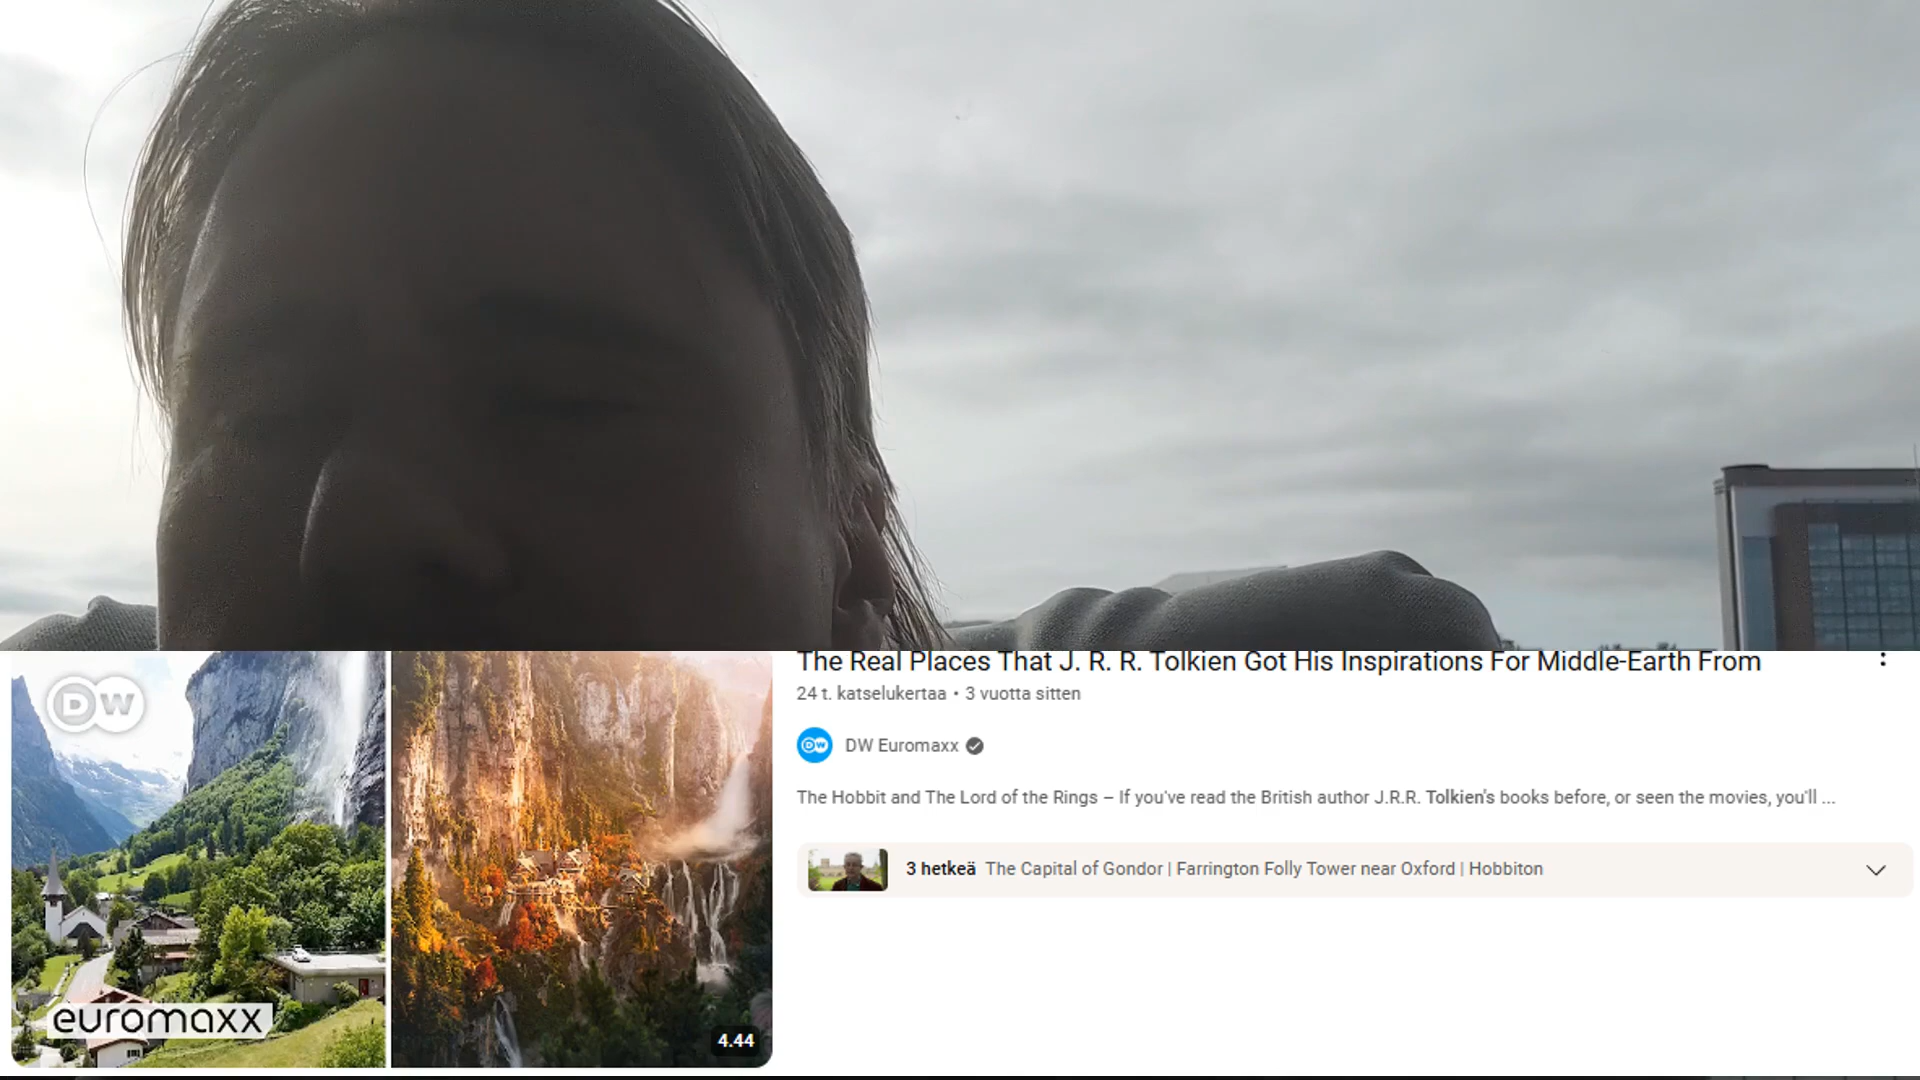 The Real Places That J. R. R. Tolkien Got His Inspirations For Middle-Earth From
24 t. katselukertaa • 3 vuotta sitten
DW Euromaxx
The Hobbit and The Lord of the Rings – If you've read the British author J.R.R. Tolkien's books before, or seen the movies, you'll ...
3 hetkeä The Capital of Gondor | Farrington Folly Tower near Oxford | Hobbiton
DW
euromaxx
4.44